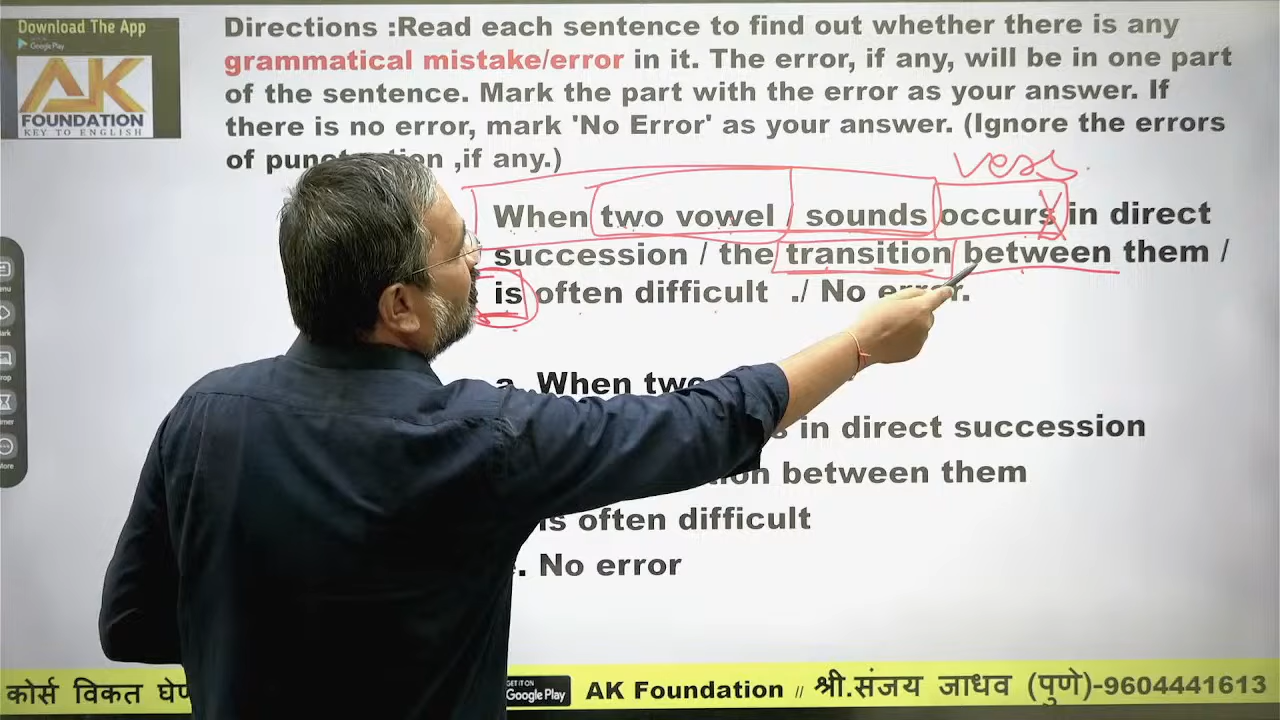 Download The App
Google Play
AK
FOUNDATION
KEY TO ENGLISH
Directions :Read each sentence to find out whether there is any
grammatical mistake/error in it. The error, if any, will be in one part
of the sentence. Mark the part with the error as your answer. If
there is no error, mark 'No Error' as your answer. (Ignore the errors
of ,if any.)
When two vowel / sounds occurs in direct
succession / the transition between them /
is often difficult ./ No error.
a. When two
in direct succession
between them
is often difficult
No error
कोर्स विकत
GET IT ON
Google Play
AK Foundation // श्री.संजय जाधव (पुणे)-9604441613